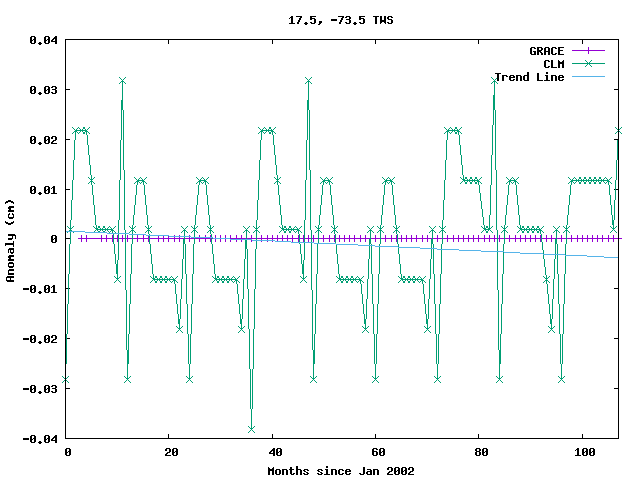 17.5, -73.5 TWS
0.04
0.03
0.02
0.01
0
-0.01
-0.02
-0.03
-0.04
Anomaly (cm)
GRACE
CLM
Trend Line
0 20 40 60 80 100
Months since Jan 2002